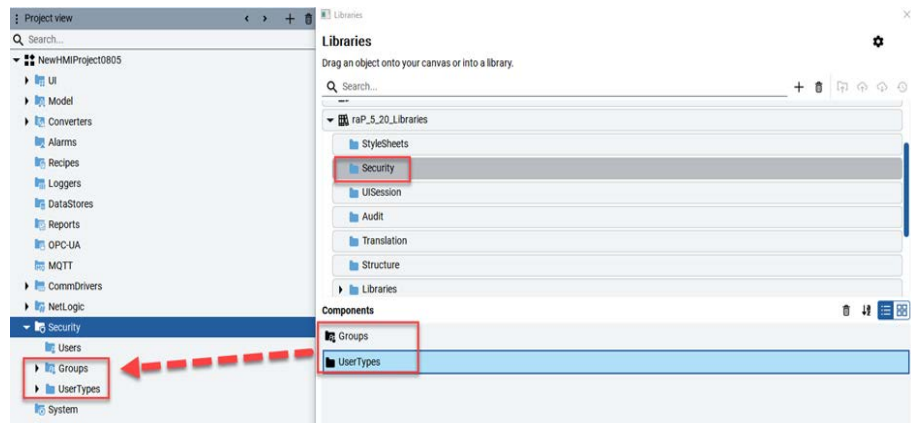 Project view
Search...
NewHMIProject0805
UI
Model
Converters
Alarms
Recipes
Loggers
DataStores
Reports
OPC-UA
MQTT
CommDrivers
NetLogic
Security
Users
Groups
UserTypes
System
Libraries
Libraries
Drag an object onto your canvas or into a library.
Search...
raP_5_20_Libraries
StyleSheets
Security
UISession
Audit
Translation
Structure
Libraries
Components
Groups
UserTypes